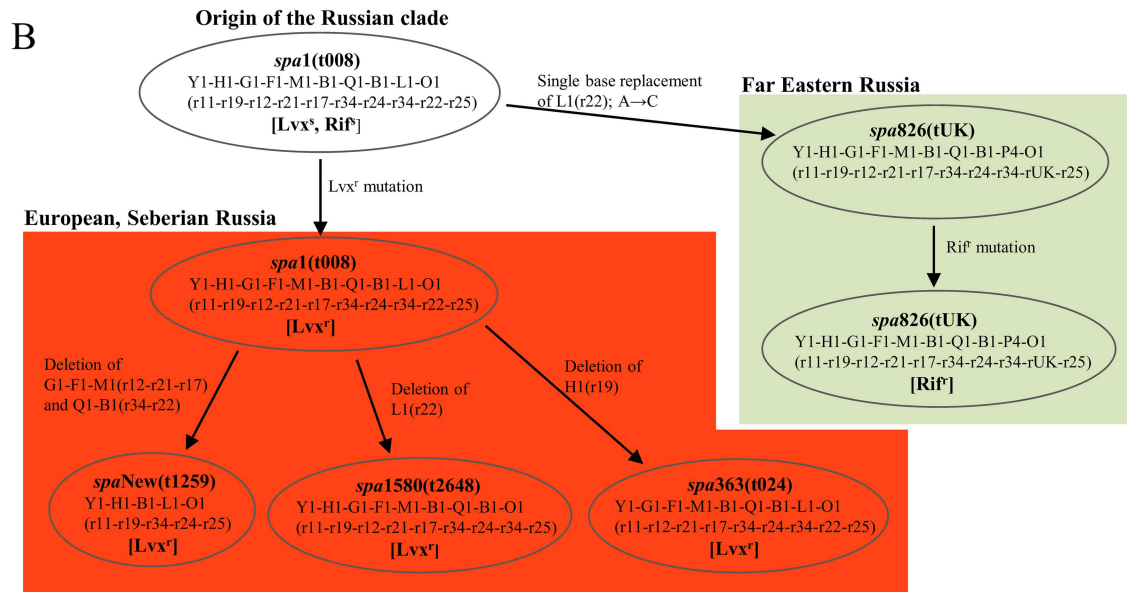 B
Origin of the Russian clade
spa1(t008)
Y1-H1-G1-F1-M1-B1-Q1-B1-L1-O1
(r11-r19-r12-r21-r17-r34-r24-r34-r22-r25)
[Lvxˢ, Rifˢ]
Single base replacement
of L1(r22); A→C
Far Eastern Russia
spa826(tUK)
Y1-H1-G1-F1-M1-B1-Q1-B1-P4-O1
(r11-r19-r12-r21-r17-r34-r24-r34-rUK-r25)
Rifʳ mutation
spa826(tUK)
Y1-H1-G1-F1-M1-B1-Q1-B1-P4-O1
(r11-r19-r12-r21-r17-r34-r24-r34-rUK-r25)
[Rifʳ]
Lvxʳ mutation
European, Seberian Russia
spa1(t008)
Y1-H1-G1-F1-M1-B1-Q1-B1-L1-O1
(r11-r19-r12-r21-r17-r34-r24-r34-r22-r25)
[Lvxʳ]
Deletion of
G1-F1-M1(r12-r21-r17)
and Q1-B1(r34-r22)
Deletion of
L1(r22)
Deletion of
H1(r19)
spaNew(t1259)
Y1-H1-B1-L1-O1
(r11-r19-r34-r24-r25)
[Lvxʳ]
spa1580(t2648)
Y1-H1-G1-F1-M1-B1-Q1-B1-O1
(r11-r19-r12-r21-r17-r34-r24-r34-r25)
[Lvxʳ]
spa363(t024)
Y1-G1-F1-M1-B1-Q1-B1-L1-O1
(r11-r12-r21-r17-r34-r24-r34-r22-r25)
[Lvxʳ]